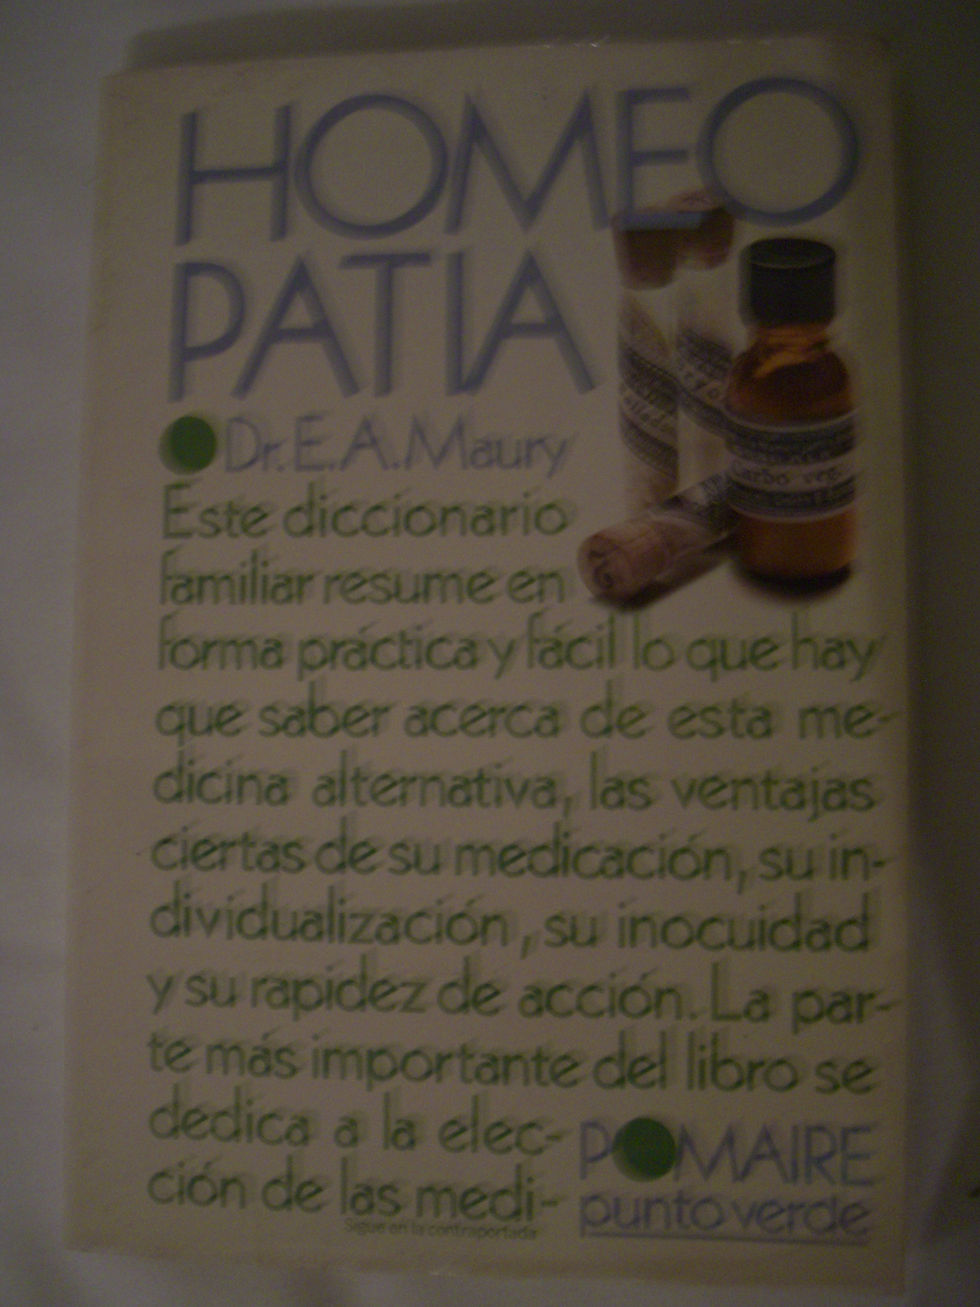 HOMEO
PATIA
Dr. E. A. Maury
Este diccionario
familiar resume en
forma práctica y fácil lo que hay
que saber acerca de esta me-
dicina alternativa, las ventajas
ciertas de su medicación, su in-
dividualización, su inocuidad
y su rapidez de acción. La par-
te más importante del libro se
dedica a la elec-
ción de las medi-
Sigue en la contraportada
POMAIRE
punto verde
carbo veg.